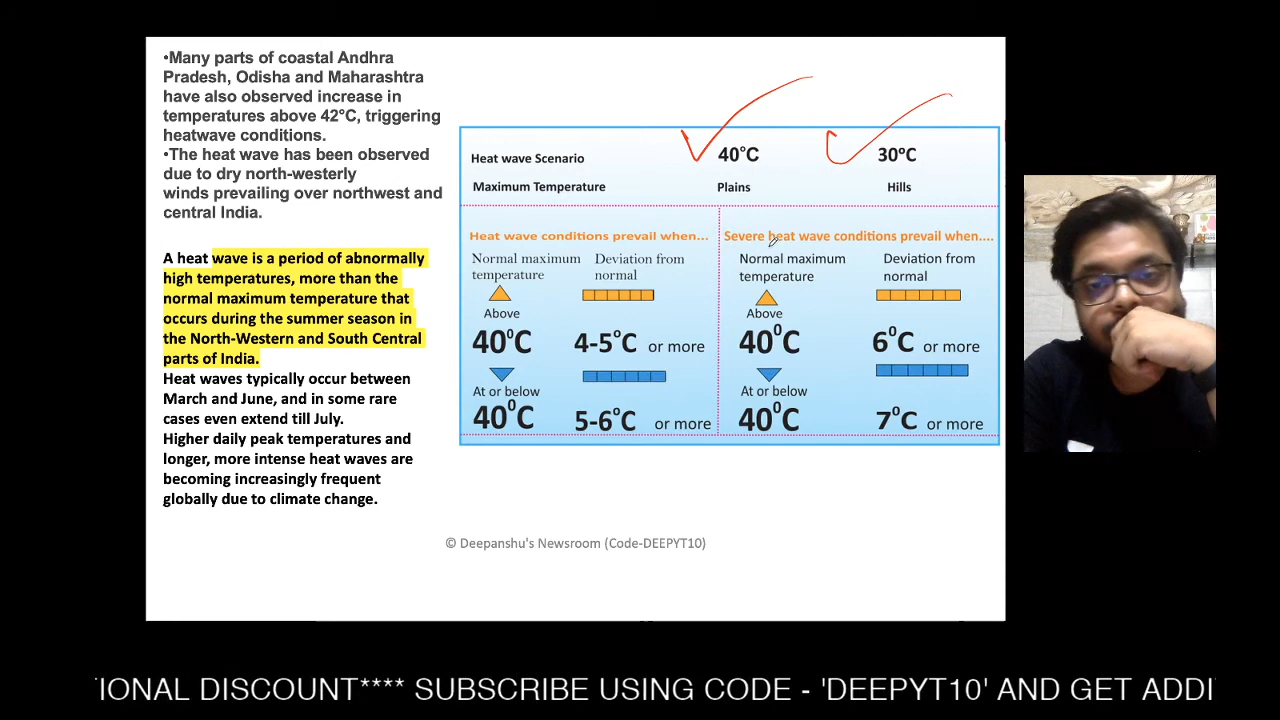 •Many parts of coastal Andhra
Pradesh, Odisha and Maharashtra
have also observed increase in
temperatures above 42°C, triggering
heatwave conditions.
•The heat wave has been observed
due to dry north-westerly
winds prevailing over northwest and
central India.
A heat wave is a period of abnormally
high temperatures, more than the
normal maximum temperature that
occurs during the summer season in
the North-Western and South Central
parts of India.
Heat waves typically occur between
March and June, and in some rare
cases even extend till July.
Higher daily peak temperatures and
longer, more intense heat waves are
becoming increasingly frequent
globally due to climate change.
Heat wave Scenario 40°C 30°C
Maximum Temperature Plains Hills
Heat wave conditions prevail when...
Normal maximum temperature Deviation from normal
Above
40°C 4-5°C or more
At or below
40°C 5-6°C or more
Severe heat wave conditions prevail when....
Normal maximum temperature Deviation from normal
Above
40°C 6°C or more
At or below
40°C 7°C or more
© Deepanshu's Newsroom (Code-DEEPYT10)
IONAL DISCOUNT**** SUBSCRIBE USING CODE - 'DEEPYT10' AND GET ADDI